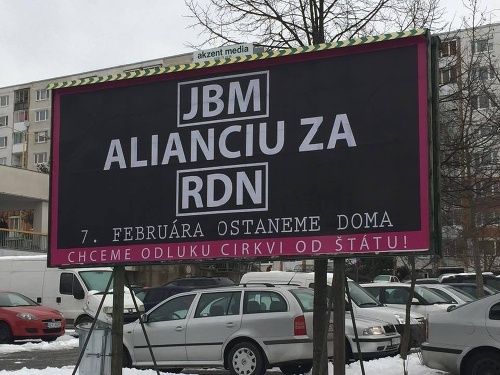 akzent media
JBM
ALIANCIU ZA
RDN
7. FEBRUÁRA OSTANEME DOMA
CHCEME ODLUKU CIRKVI OD ŠTÁTU!